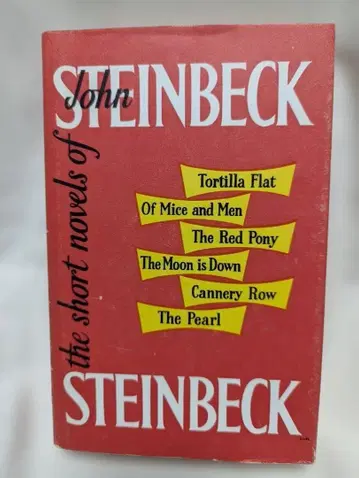 the short novels of
John
STEINBECK
Tortilla Flat
Of Mice and Men
The Red Pony
The Moon is Down
Cannery Row
The Pearl
STEINBECK